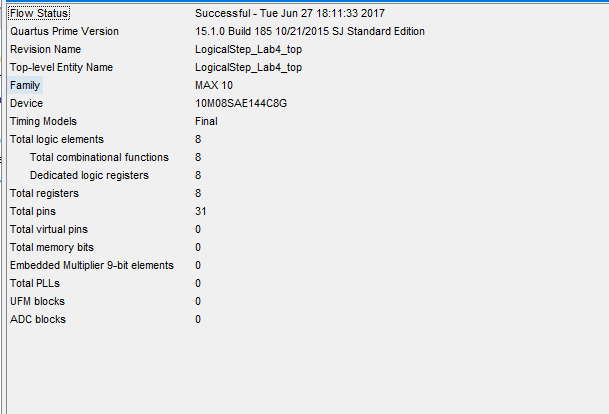 Flow Status Successful - Tue Jun 27 18:11:33 2017
Quartus Prime Version 15.1.0 Build 185 10/21/2015 SJ Standard Edition
Revision Name LogicalStep_Lab4_top
Top-level Entity Name LogicalStep_Lab4_top
Family MAX 10
Device 10M08SAE144C8G
Timing Models Final
Total logic elements 8
Total combinational functions 8
Dedicated logic registers 8
Total registers 8
Total pins 31
Total virtual pins 0
Total memory bits 0
Embedded Multiplier 9-bit elements 0
Total PLLs 0
UFM blocks 0
ADC blocks 0